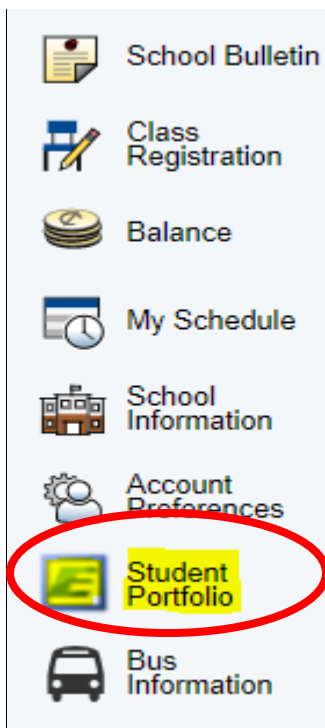 School Bulletin
Class
Registration
Balance
My Schedule
School
Information
Account
Preferences
Student
Portfolio
Bus
Information